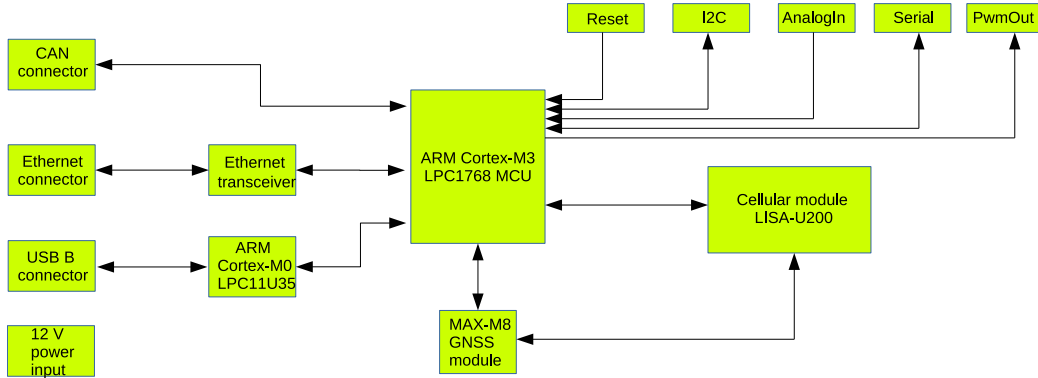 Reset
I2C
AnalogIn
Serial
PwmOut
CAN
connector
Ethernet
connector
Ethernet
transceiver
ARM Cortex-M3
LPC1768 MCU
Cellular module
LISA-U200
USB B
connector
ARM
Cortex-M0
LPC11U35
MAX-M8
GNSS
module
12 V
power
input